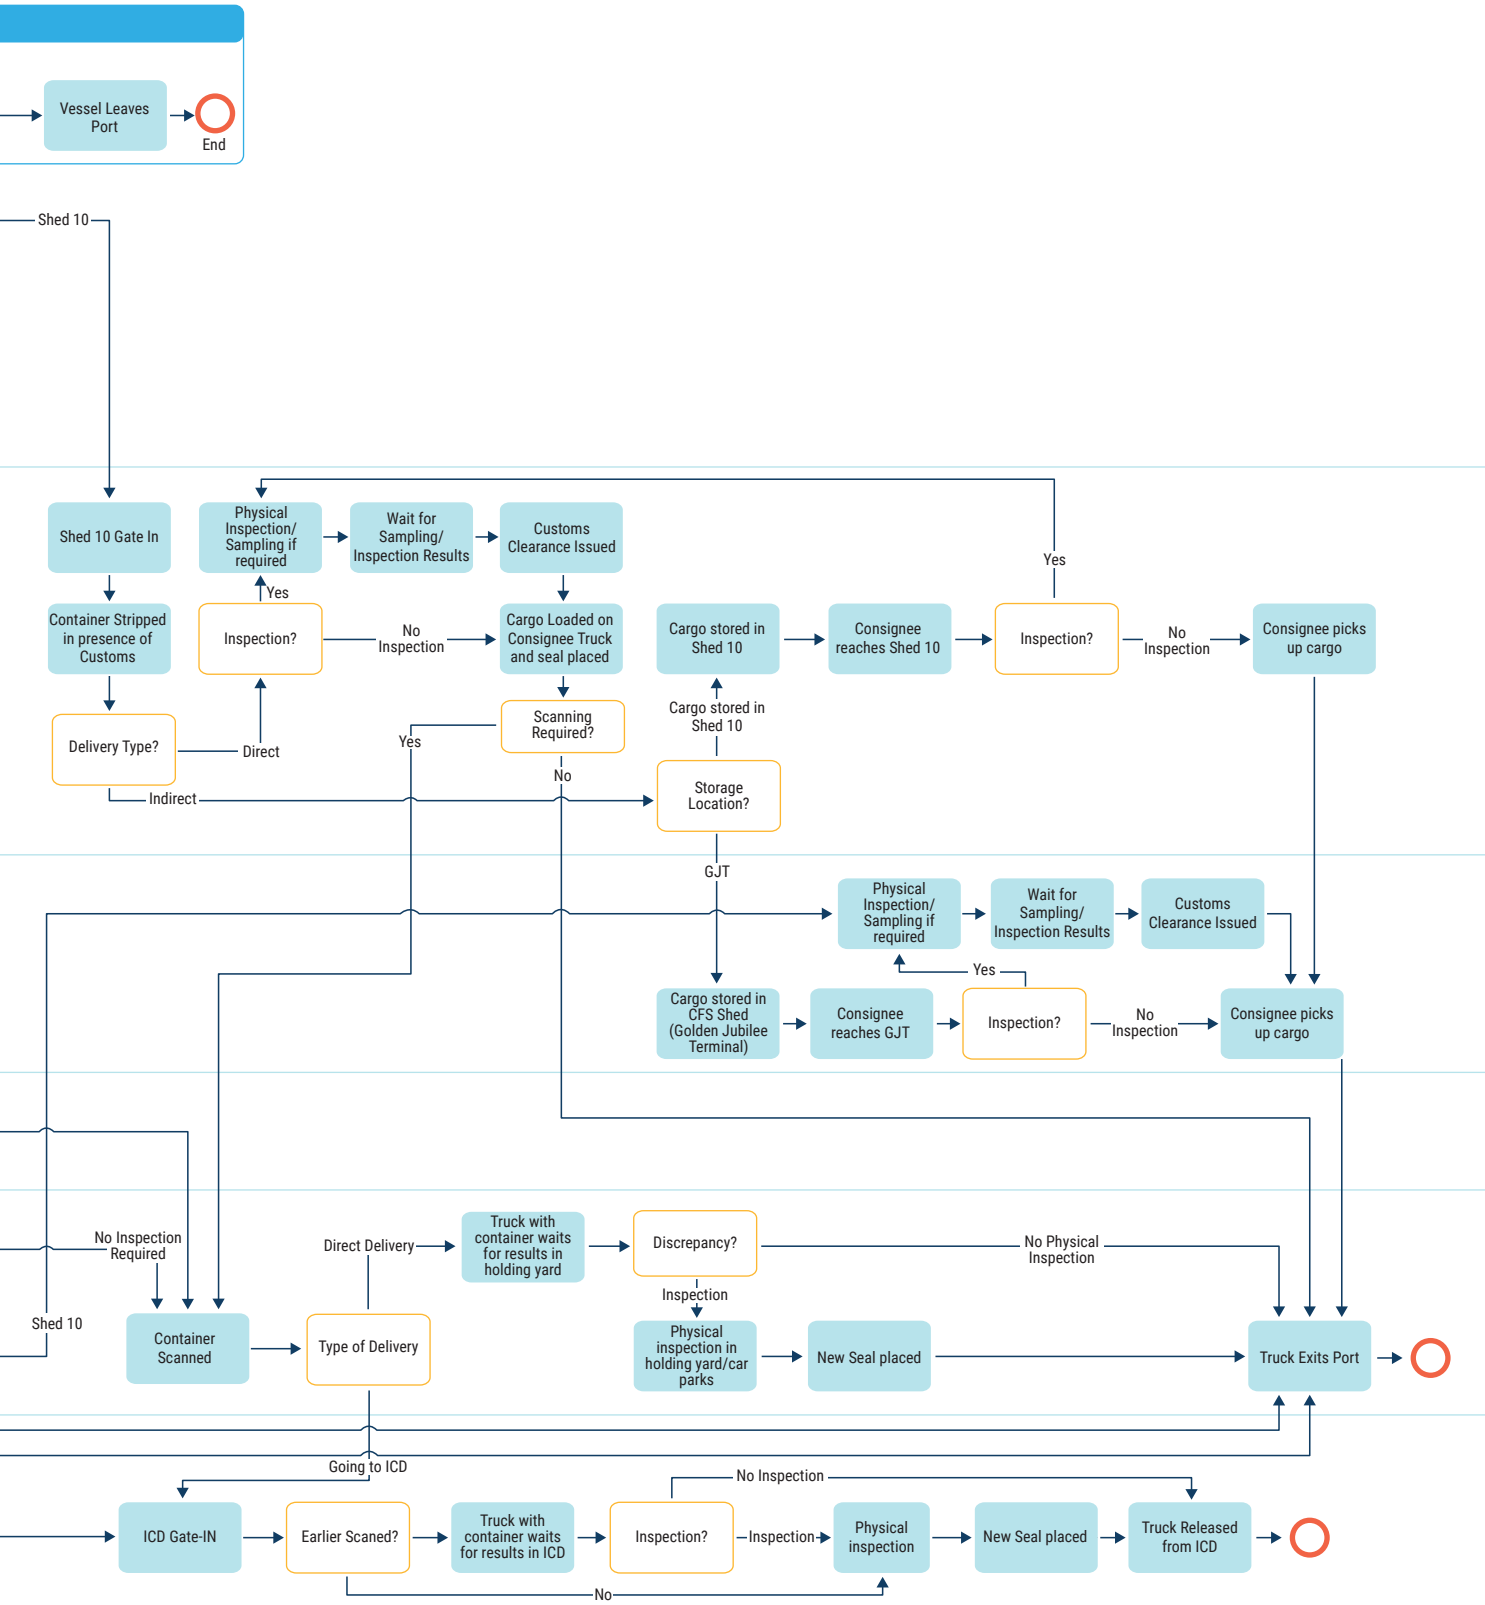 Vessel Leaves
Port
End
Shed 10
Shed 10 Gate In
Physical
Inspection/
Sampling if
required
Wait for
Sampling/
Inspection Results
Customs
Clearance Issued
Yes
Yes
Container Stripped
in presence of
Customs
Inspection?
No
Inspection
Cargo Loaded on
Consignee Truck
and seal placed
Cargo stored in
Shed 10
Consignee
reaches Shed 10
Inspection?
No
Inspection
Consignee picks
up cargo
Delivery Type?
Direct
Yes
Scanning
Required?
Cargo stored in
Shed 10
No
Indirect
Storage
Location?
GJT
Physical
Inspection/
Sampling if
required
Wait for
Sampling/
Inspection Results
Customs
Clearance Issued
Yes
Cargo stored in
CFS Shed
(Golden Jubilee
Terminal)
Consignee
reaches GJT
Inspection?
No
Inspection
Consignee picks
up cargo
No Inspection
Required
Direct Delivery
Truck with
container waits
for results in
holding yard
Discrepancy?
No Physical
Inspection
Inspection
Shed 10
Container
Scanned
Type of Delivery
Physical
inspection in
holding yard/car
parks
New Seal placed
Truck Exits Port
Going to ICD
No Inspection
ICD Gate-IN
Earlier Scaned?
Truck with
container waits
for results in ICD
Inspection?
Inspection
Physical
inspection
New Seal placed
Truck Released
from ICD
No